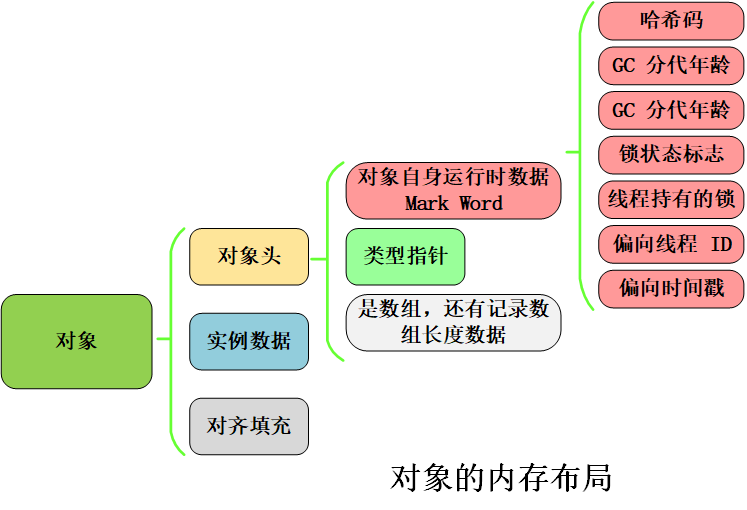 哈希码
GC 分代年龄
GC 分代年龄
锁状态标志
线程持有的锁
偏向线程 ID
偏向时间戳
对象自身运行时数据
Mark Word
类型指针
是数组，还有记录数
组长度数据
对象头
实例数据
对齐填充
对象
对象的内存布局